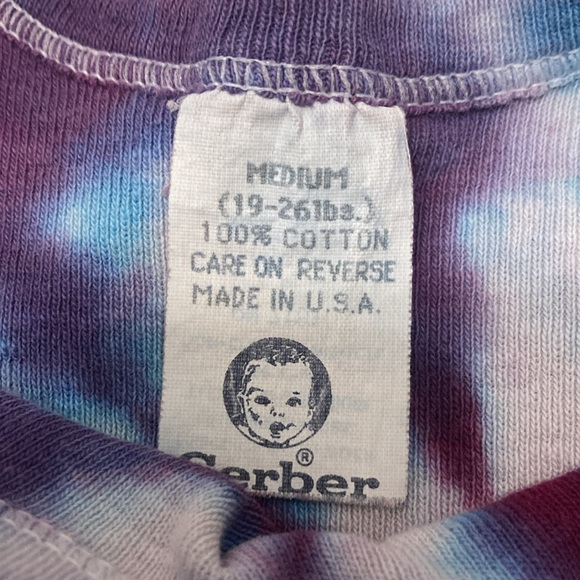 MEDIUM
(19-26lbs.)
100% COTTON
CARE ON REVERSE
MADE IN U.S.A.
®
Gerber